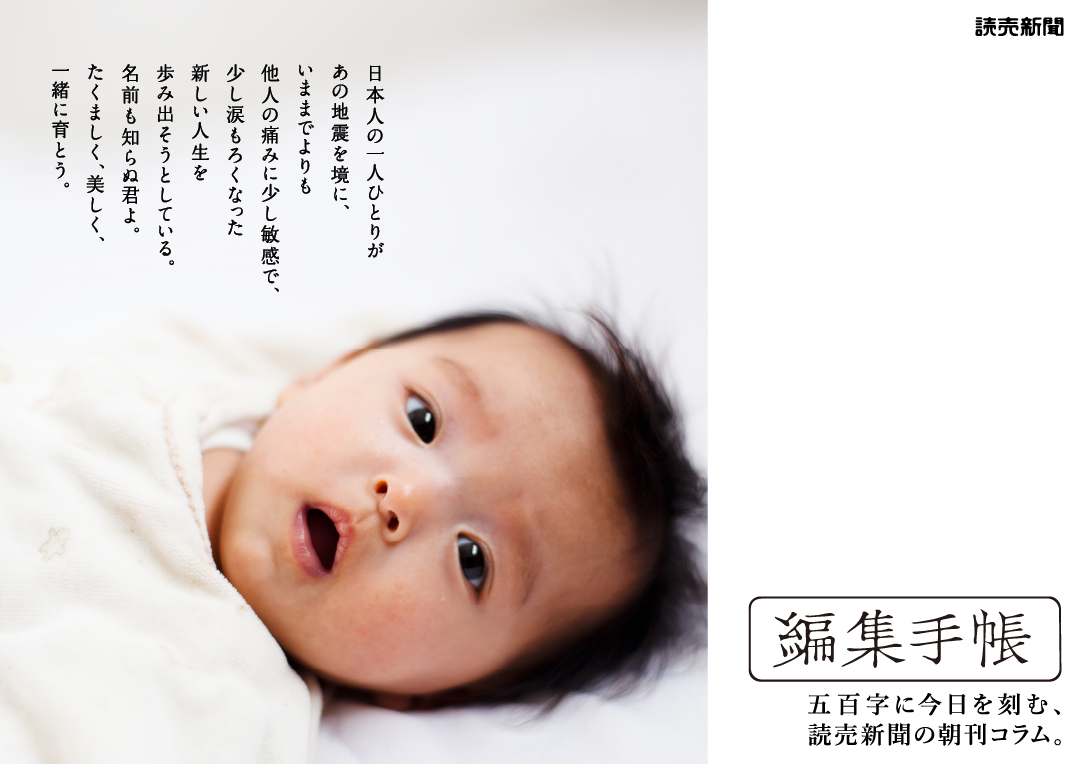 読売新聞
日本人の一人ひとりが
あの地震を境に、
いままでよりも
他人の痛みに少し敏感で、
少し涙もろくなった
新しい人生を
歩み出そうとしている。
名前も知らぬ君よ。
たくましく、美しく、
一緒に育とう。
編集手帳
五百字に今日を刻む、
読売新聞の朝刊コラム。